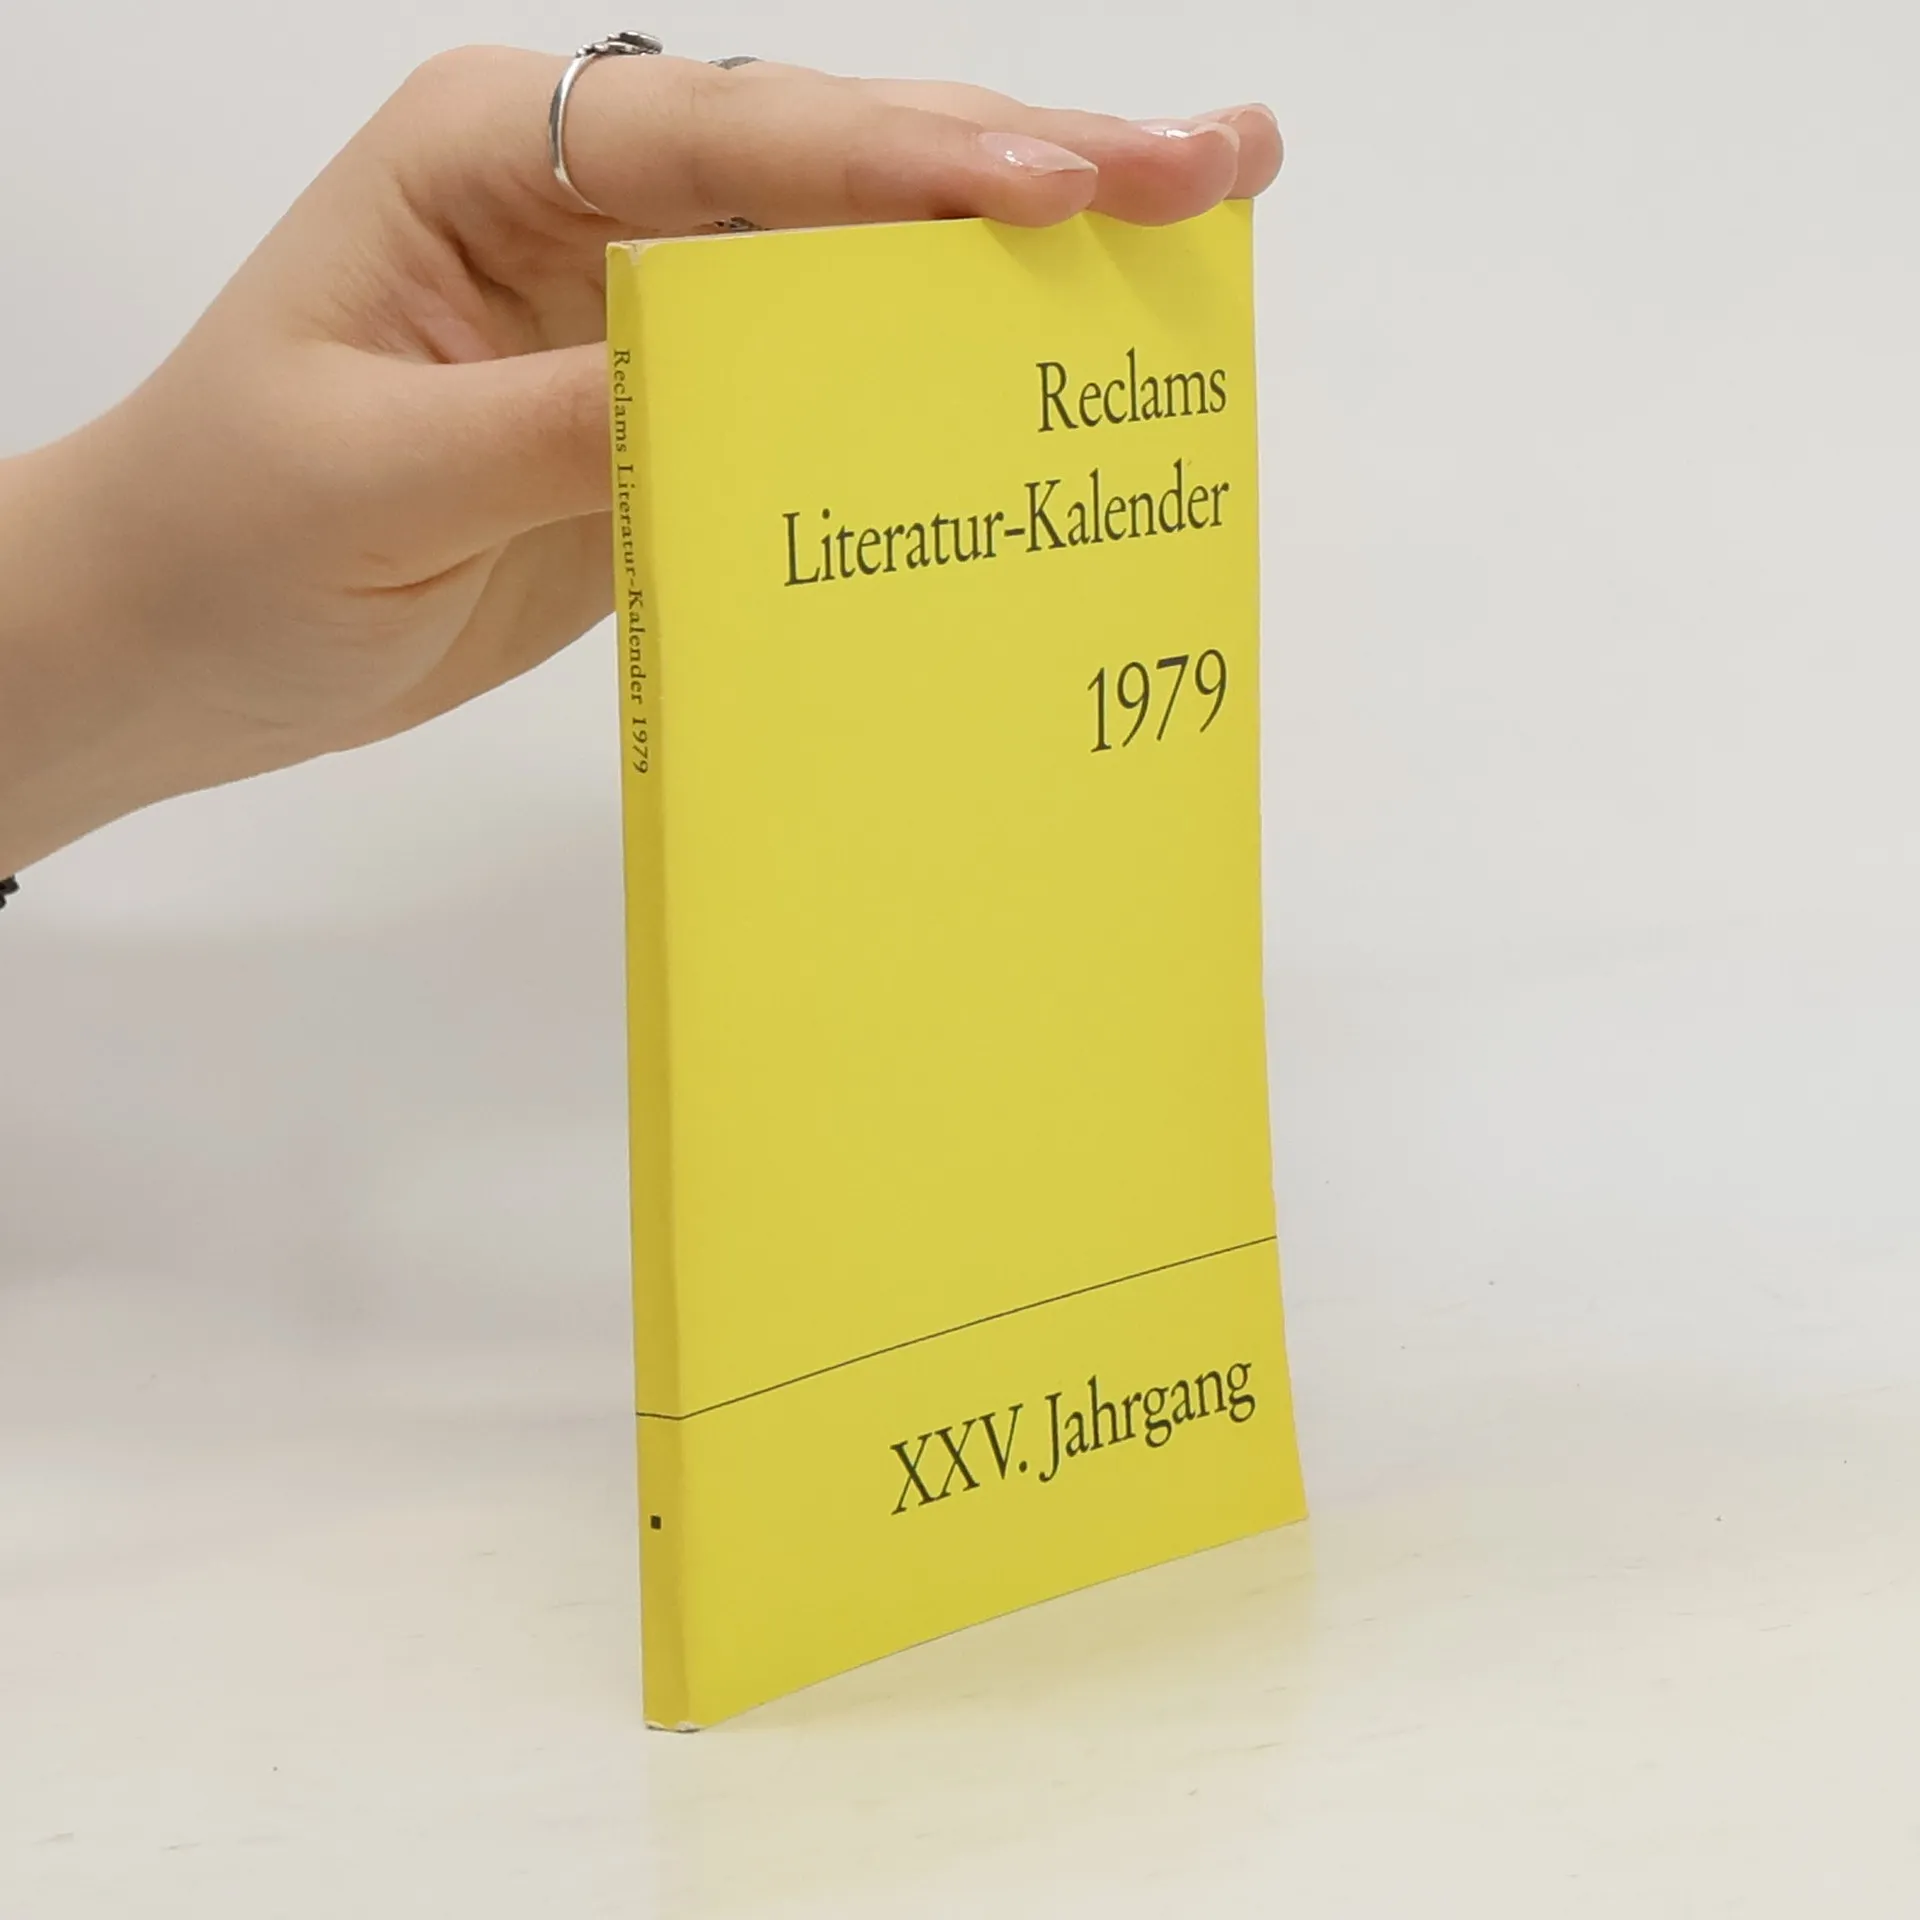 Reclams Literatur-Kalender 1979
Reclams
Literatur-Kalender
1979
XXV. Jahrgang